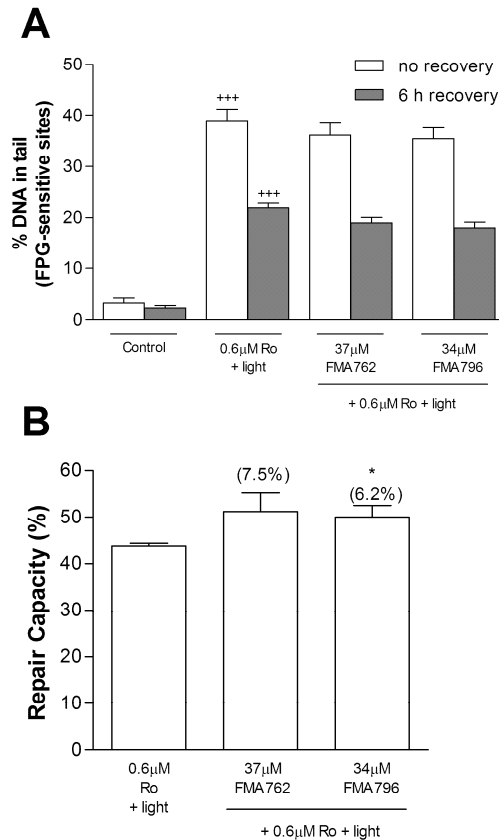 A
50
40
30
20
10
0
% DNA in tail
(FPG-sensitive sites)
no recovery
6 h recovery
+++
+++
Control
0.6μM Ro
+ light
37μM
FMA762
34μM
FMA796
+ 0.6μM Ro + light
B
60
50
40
30
20
10
0
Repair Capacity (%)
(7.5%)
*
(6.2%)
0.6μM
Ro
+ light
37μM
FMA762
34μM
FMA796
+ 0.6μM Ro + light